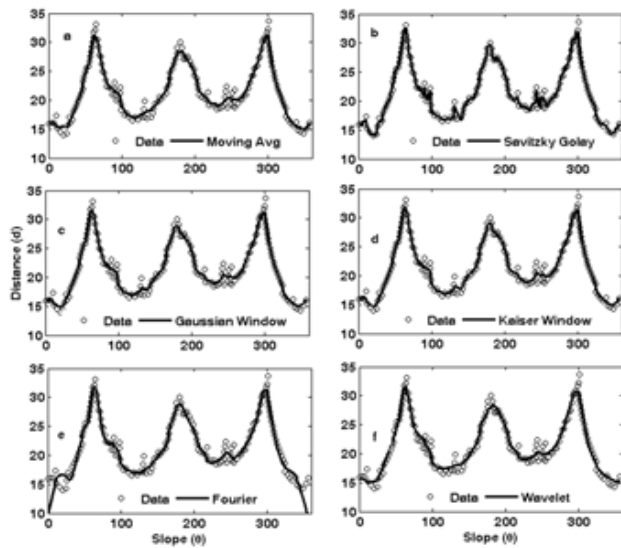 35
30
25
20
15
10
a
Data Moving Avg
0 100 200 300
35
30
25
20
15
10
b
Data Savitzky Golay
0 100 200 300
Distance (d)
35
30
25
20
15
10
c
Data Gaussian Window
0 100 200 300
35
30
25
20
15
10
d
Data Kaiser Window
0 100 200 300
35
30
25
20
15
10
e
Data Fourier
0 100 200 300
Slope (θ)
35
30
25
20
15
10
f
Data Wavelet
0 100 200 300
Slope (θ)